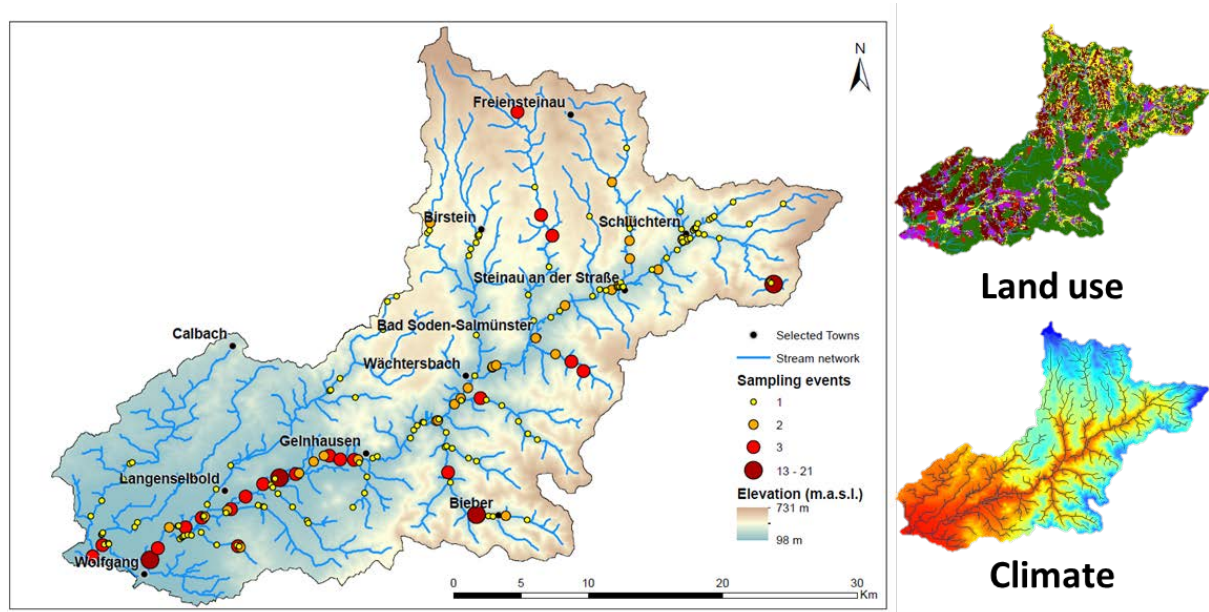 N
Freiensteinau
Birstein
Schlüchtern
Steinau an der Straße
Bad Soden-Salmünster
Calbach
Wächtersbach
Gelnhausen
Langenselbold
Bieber
Wolfgang
Selected Towns
Stream network
Sampling events
1
2
3
13 - 21
Elevation (m.a.s.l.)
731 m
98 m
0 5 10 20 30
Km
Land use
Climate